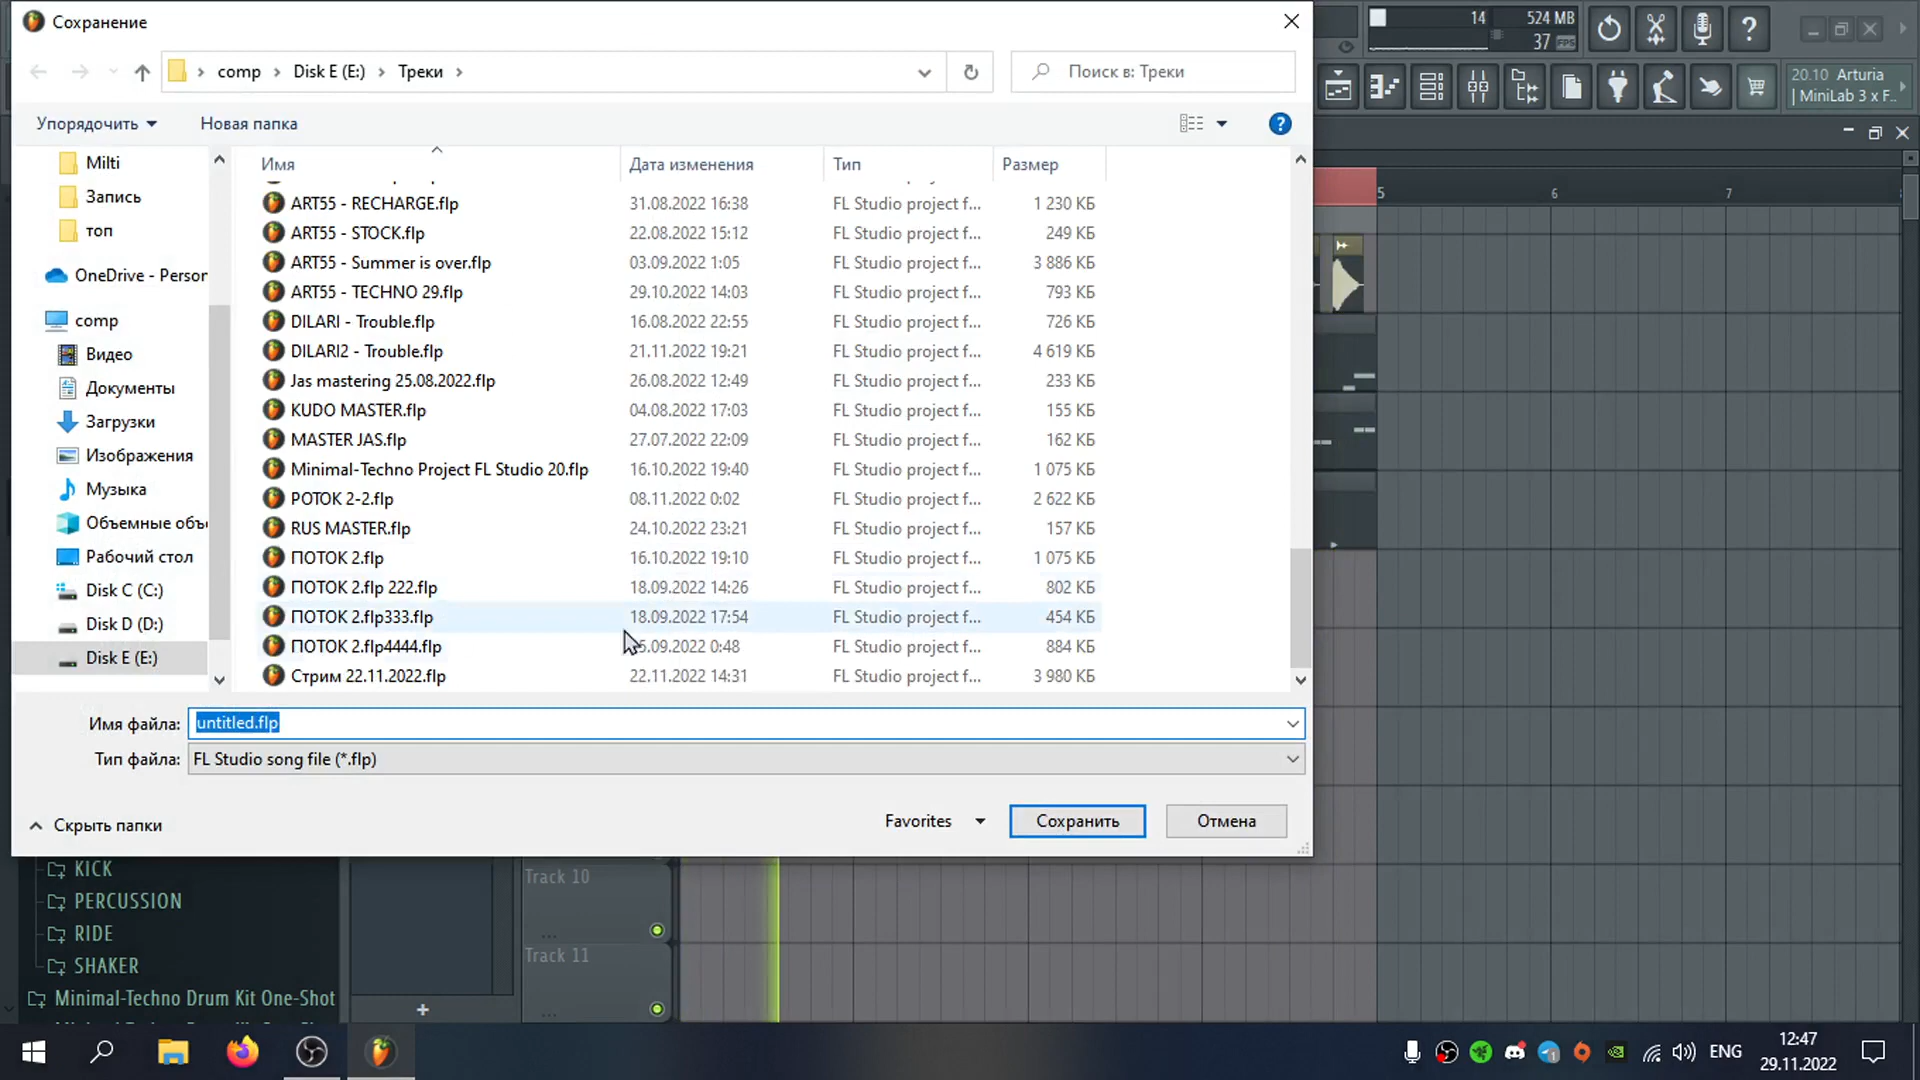 Сохранение
14
524 MB
37
comp
Disk E (E:)
Треки
Поиск в: Треки
20.10 Arturia
| MiniLab 3 x F..
Упорядочить
Новая папка
Имя
Дата изменения
Тип
Размер
Milti
Запись
топ
OneDrive - Person
comp
Видео
Документы
Загрузки
Изображения
Музыка
Объемные объ
Рабочий стол
Disk C (C:)
Disk D (D:)
Disk E (E:)
ART55 - RECHARGE.flp 31.08.2022 16:38 FL Studio project f... 1 230 КБ
ART55 - STOCK.flp 22.08.2022 15:12 FL Studio project f... 249 КБ
ART55 - Summer is over.flp 03.09.2022 1:05 FL Studio project f... 3 886 КБ
ART55 - TECHNO 29.flp 29.10.2022 14:03 FL Studio project f... 793 КБ
DILARI - Trouble.flp 16.08.2022 22:55 FL Studio project f... 726 КБ
DILARI2 - Trouble.flp 21.11.2022 19:21 FL Studio project f... 4 619 КБ
Jas mastering 25.08.2022.flp 26.08.2022 12:49 FL Studio project f... 233 КБ
KUDO MASTER.flp 04.08.2022 17:03 FL Studio project f... 155 КБ
MASTER JAS.flp 27.07.2022 22:09 FL Studio project f... 162 КБ
Minimal-Techno Project FL Studio 20.flp 16.10.2022 19:40 FL Studio project f... 1 075 КБ
POTOK 2-2.flp 08.11.2022 0:02 FL Studio project f... 2 622 КБ
RUS MASTER.flp 24.10.2022 23:21 FL Studio project f... 157 КБ
ПОТОК 2.flp 16.10.2022 19:10 FL Studio project f... 1 075 КБ
ПОТОК 2.flp 222.flp 18.09.2022 14:26 FL Studio project f... 802 КБ
ПОТОК 2.flp333.flp 18.09.2022 17:54 FL Studio project f... 454 КБ
ПОТОК 2.flp4444.flp 5.09.2022 0:48 FL Studio project f... 884 КБ
Стрим 22.11.2022.flp 22.11.2022 14:31 FL Studio project f... 3 980 КБ
5 6 7
Имя файла: untitled.flp
Тип файла: FL Studio song file (*.flp)
Скрыть папки
Favorites
Сохранить
Отмена
KICK
PERCUSSION
RIDE
SHAKER
Minimal-Techno Drum Kit One-Shot
Track 10
Track 11
ENG
12:47
29.11.2022